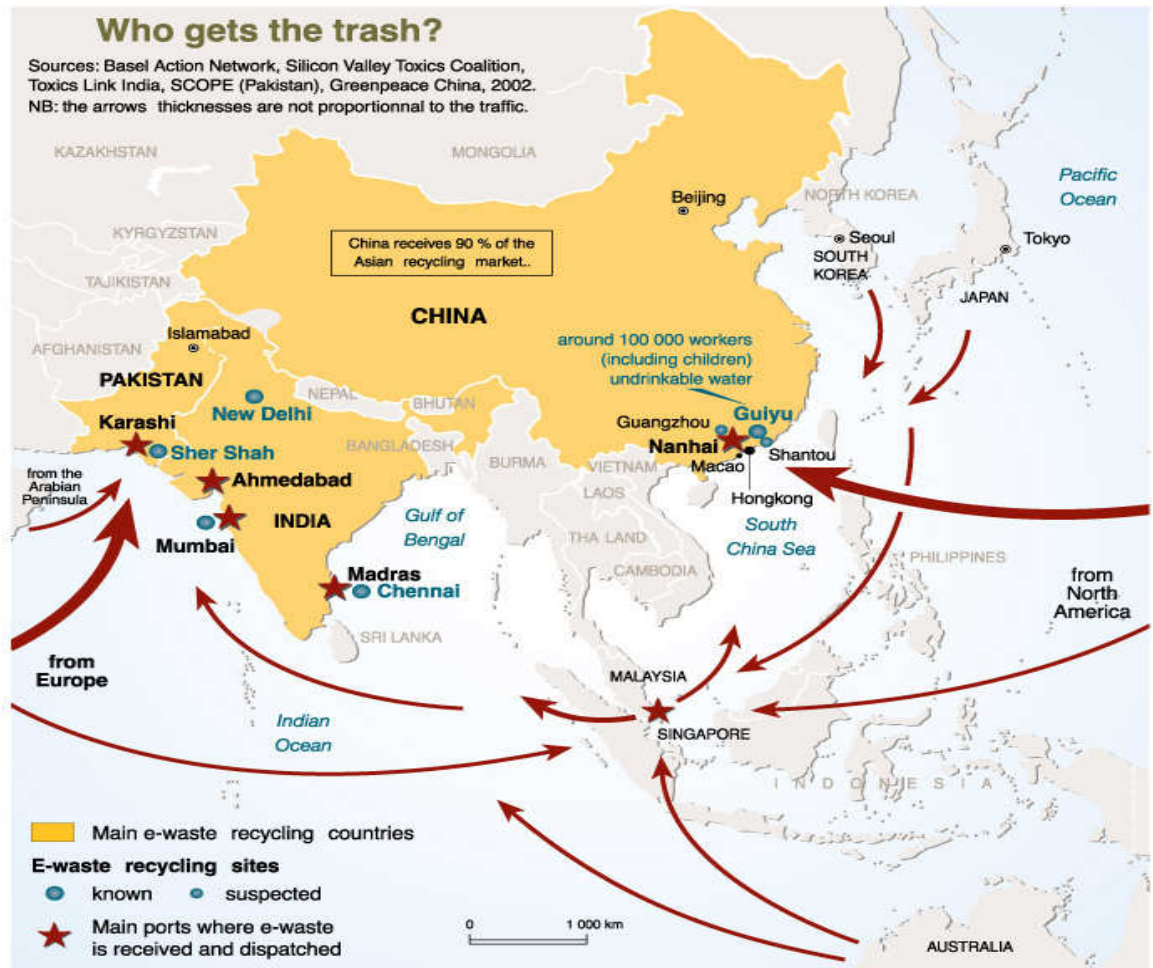 Who gets the trash?
Sources: Basel Action Network, Silicon Valley Toxics Coalition,
Toxics Link India, SCOPE (Pakistan), Greenpeace China, 2002.
NB: the arrows thicknesses are not proportionnal to the traffic.
KAZAKHSTAN
MONGOLIA
Pacific
Ocean
Beijing
NORTH KOREA
KYRGYZSTAN
China receives 90 % of the
Asian recycling market..
Seoul
SOUTH
KOREA
Tokyo
TAJIKISTAN
JAPAN
CHINA
Islamabad
AFGHANISTAN
around 100 000 workers
(including children)
undrinkable water
PAKISTAN
NEPAL
BHUTAN
New Delhi
Guiyu
Karashi
Guangzhou
Nanhai
Sher Shah
BANGLADESH
BURMA
VIETNAM
Macao
Shantou
from the
Arabian
Peninsula
Ahmedabad
LAOS
Hongkong
INDIA
Gulf of
Bengal
South
China Sea
Mumbai
THA LAND
PHILIPPINES
CAMBODIA
Madras
Chennai
from
North
America
SRI LANKA
from
Europe
MALAYSIA
Indian
Ocean
SINGAPORE
INDONESIA
Main e-waste recycling countries
E-waste recycling sites
known
suspected
Main ports where e-waste
is received and dispatched
0
1 000 km
AUSTRALIA